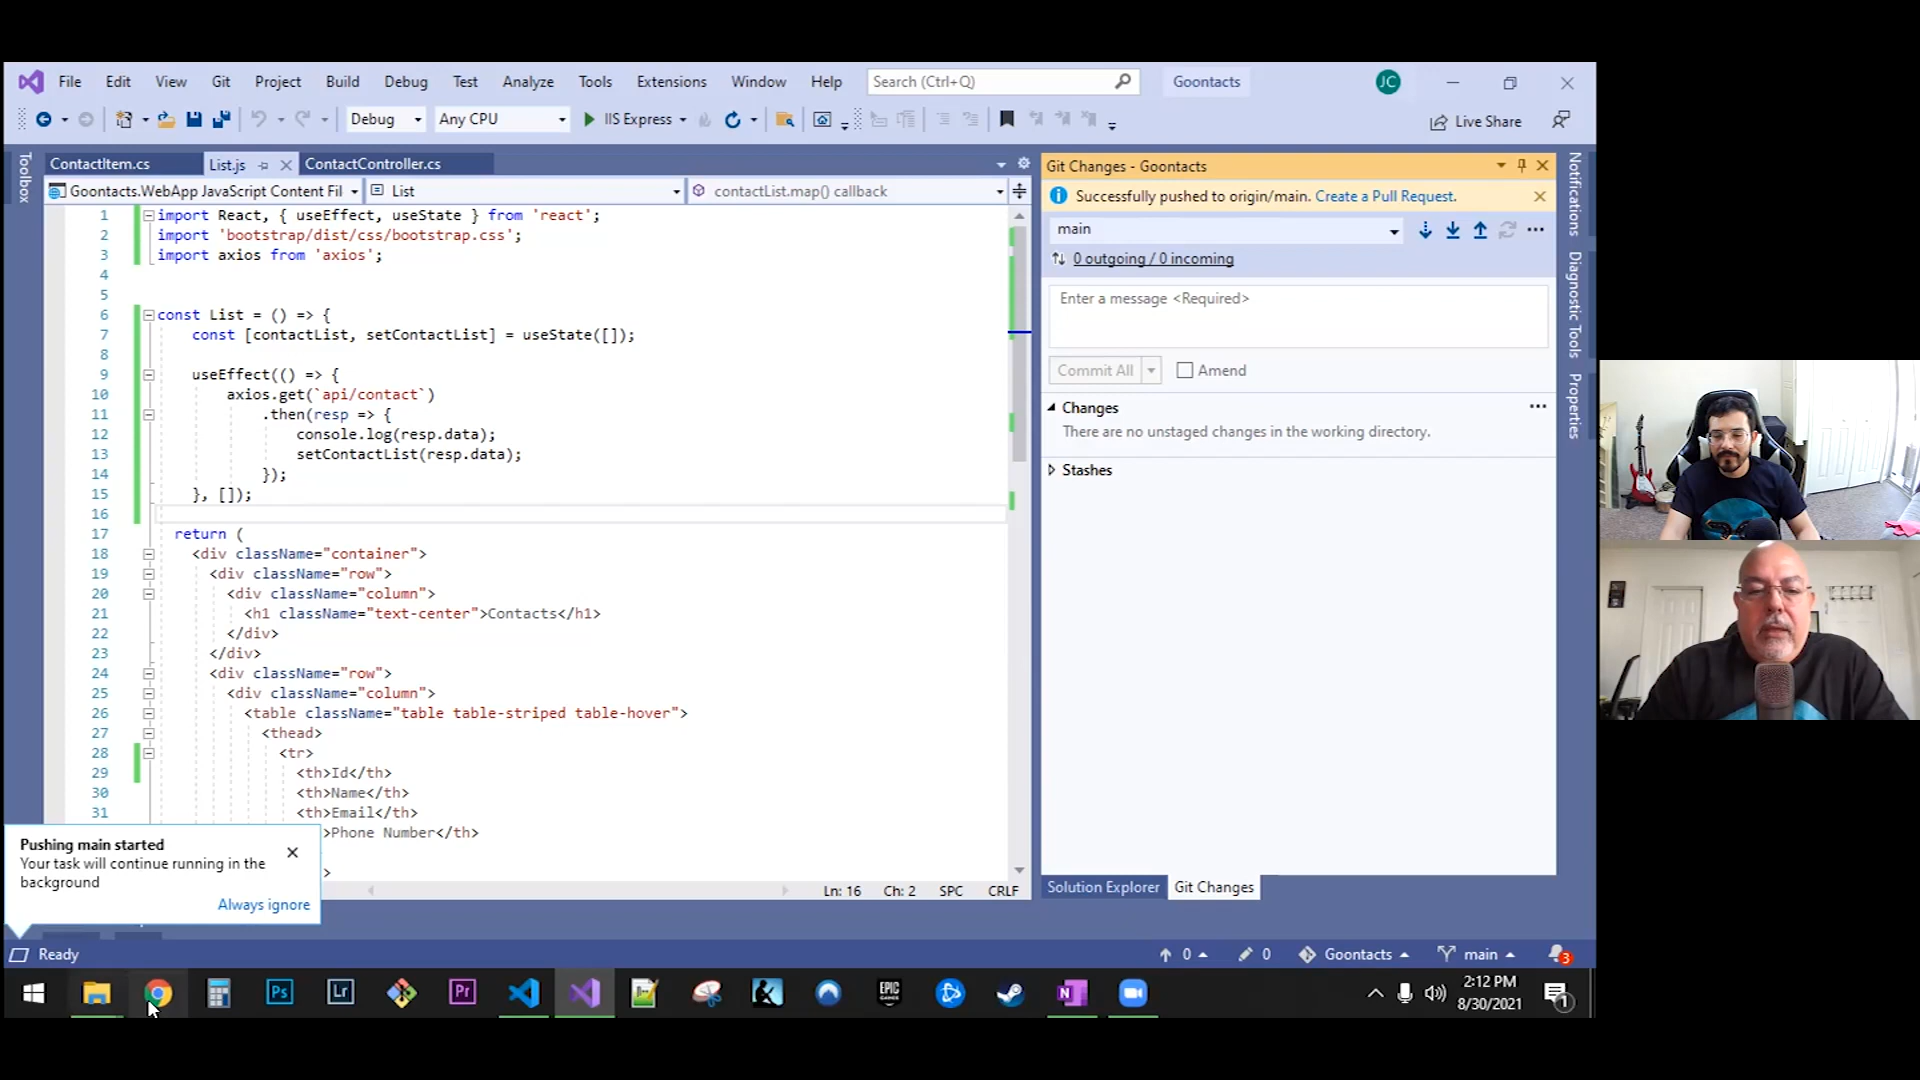 File Edit View Git Project Build Debug Test Analyze Tools Extensions Window Help Search (Ctrl+Q) Goontacts JC
Debug Any CPU IIS Express Live Share
Toolbox
ContactItem.cs List.js ContactController.cs
Goontacts.WebApp JavaScript Content Fil List contactList.map() callback
1 import React, { useEffect, useState } from 'react';
2 import 'bootstrap/dist/css/bootstrap.css';
3 import axios from 'axios';
4
5
6 const List = () => {
7 const [contactList, setContactList] = useState([]);
8
9 useEffect(() => {
10 axios.get(`api/contact`)
11 .then(resp => {
12 console.log(resp.data);
13 setContactList(resp.data);
14 });
15 }, []);
16
17 return (
18 <div className="container">
19 <div className="row">
20 <div className="column">
21 <h1 className="text-center">Contacts</h1>
22 </div>
23 </div>
24 <div className="row">
25 <div className="column">
26 <table className="table table-striped table-hover">
27 <thead>
28 <tr>
29 <th>Id</th>
30 <th>Name</th>
31 <th>Email</th>
>Phone Number</th>
>
Ln: 16 Ch: 2 SPC CRLF
Pushing main started
Your task will continue running in the
background
Always ignore
Git Changes - Goontacts
Successfully pushed to origin/main. Create a Pull Request.
main
0 outgoing / 0 incoming
Enter a message <Required>
Commit All Amend
Changes
There are no unstaged changes in the working directory.
Stashes
Solution Explorer Git Changes
Notifications
Diagnostic Tools
Properties
Ready 0 0 Goontacts main 3
Ps Lr Pr EPIC GAMES N
2:12 PM
8/30/2021
1